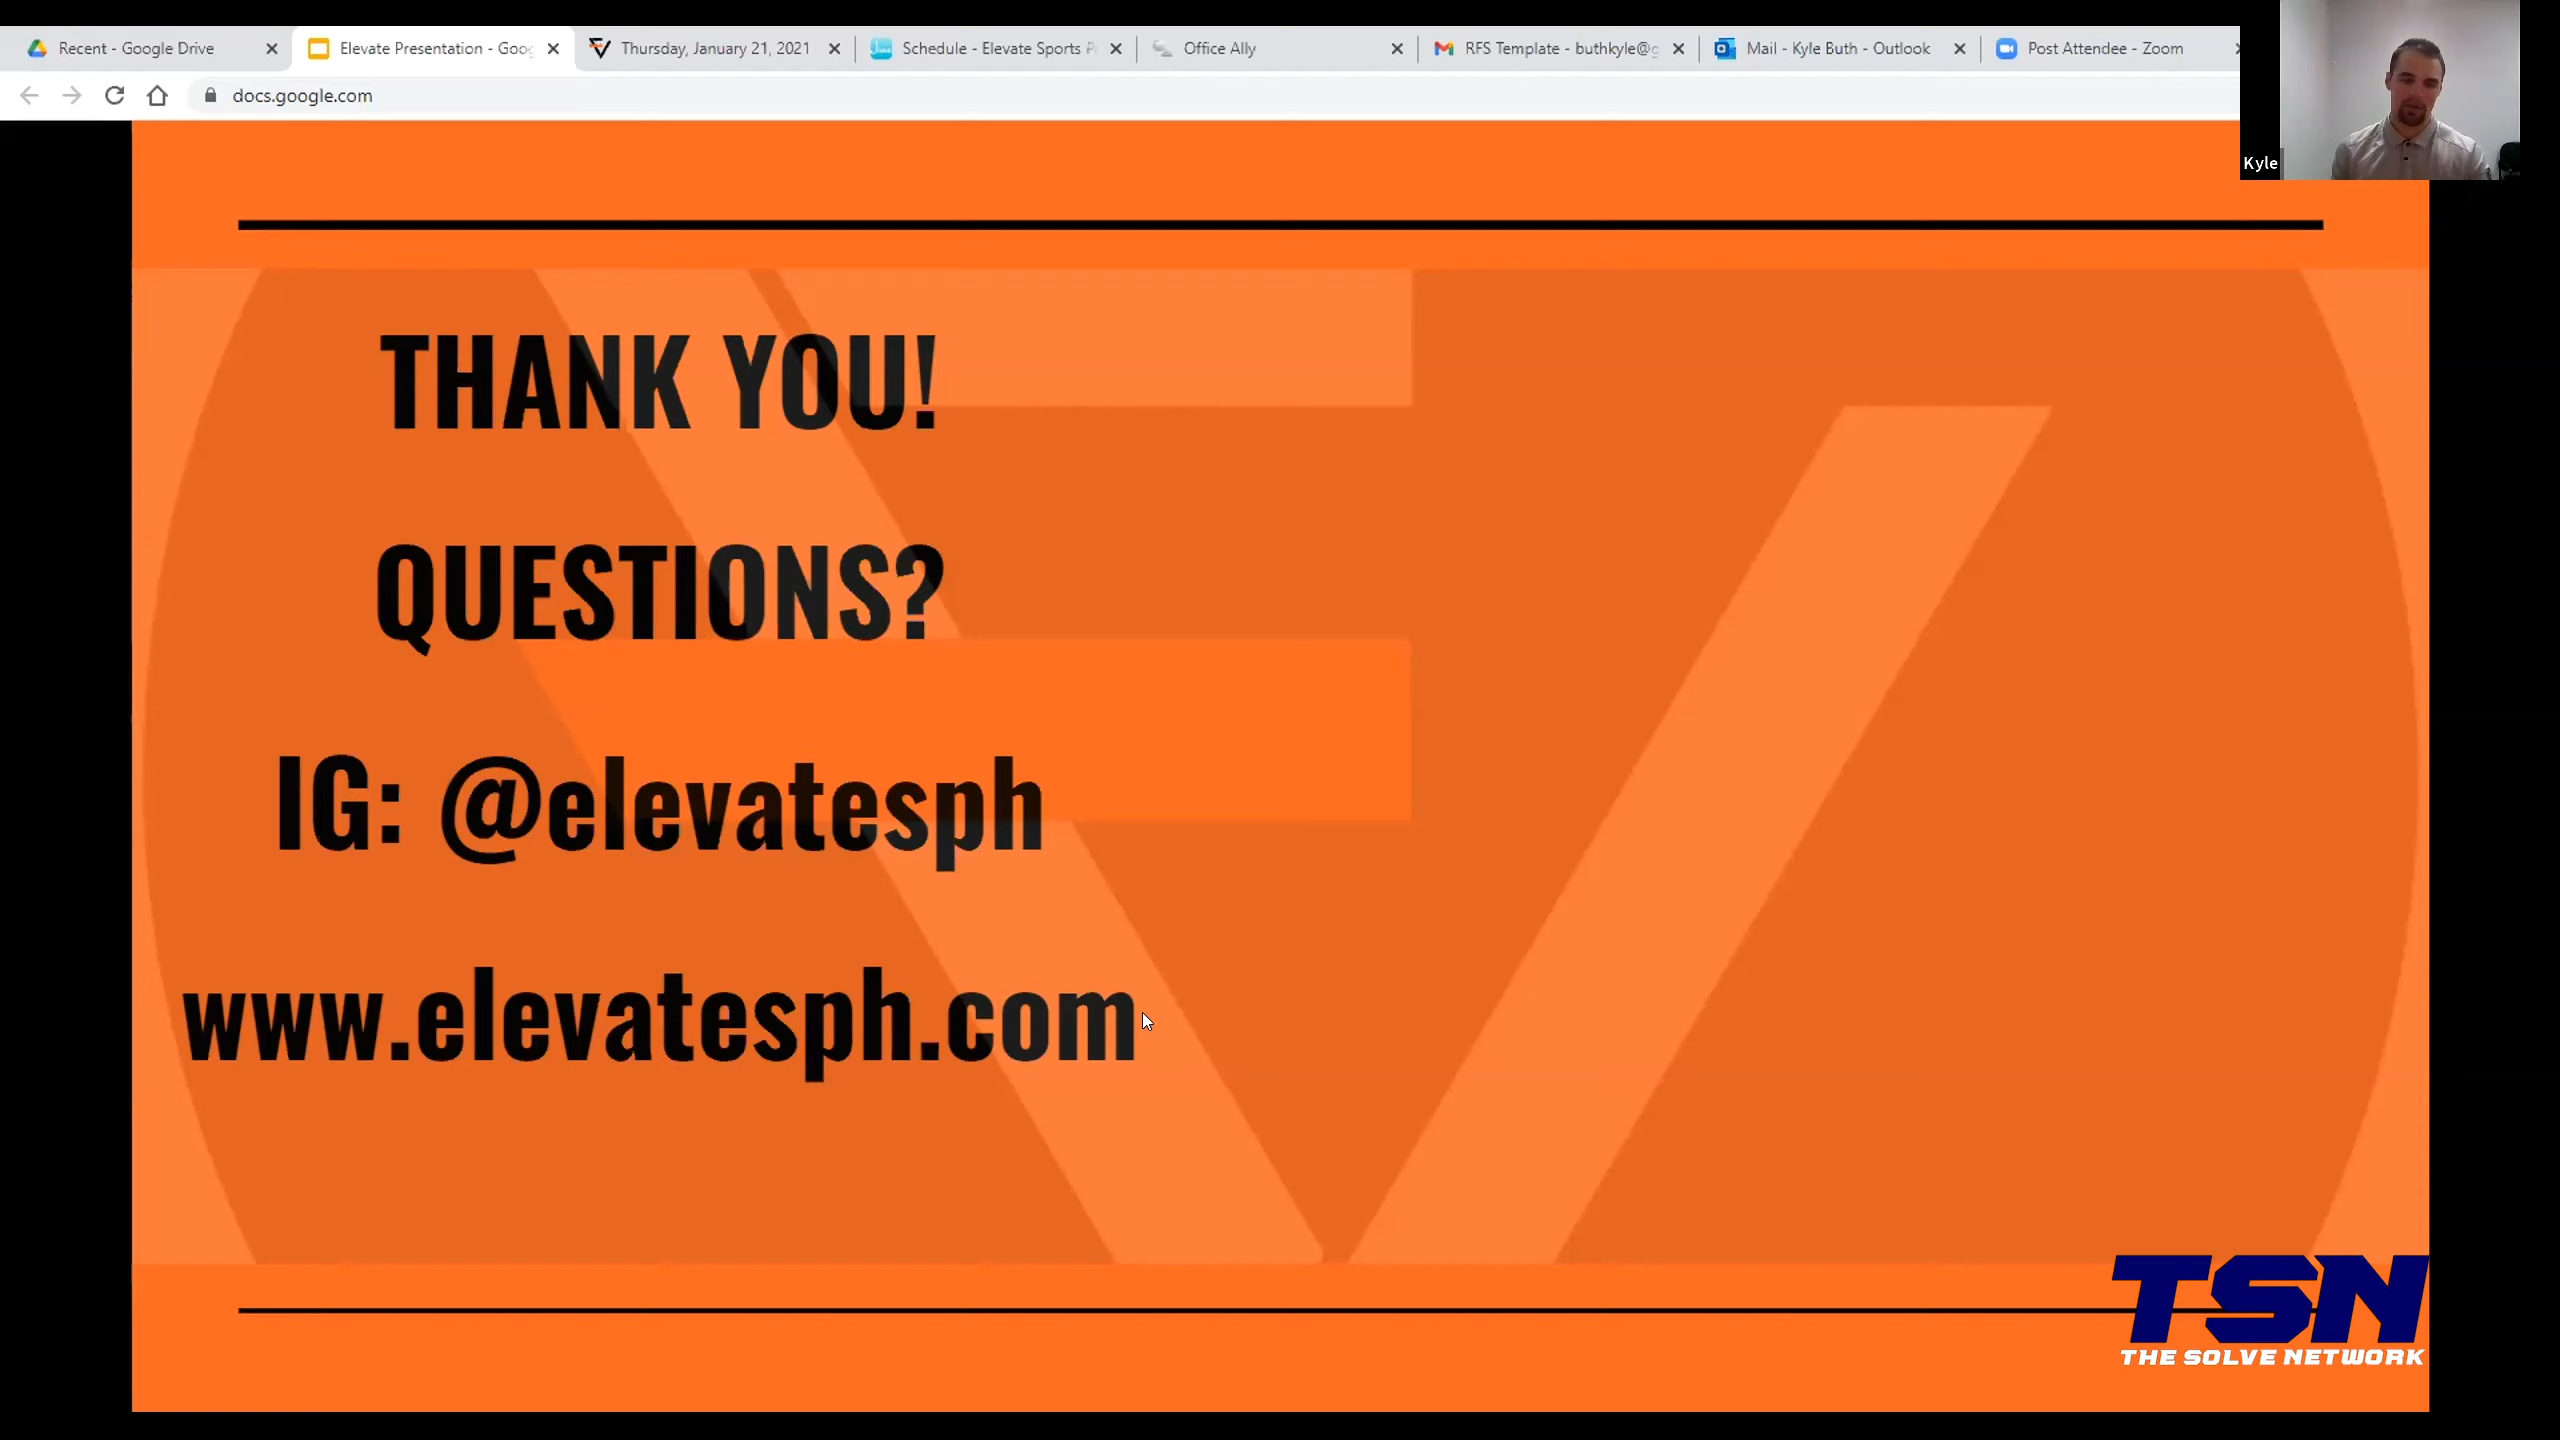 Recent - Google Drive
Elevate Presentation - Goog
Thursday, January 21, 2021
Schedule - Elevate Sports P
Office Ally
RFS Template - buthkyle@g
Mail - Kyle Buth - Outlook
Post Attendee - Zoom
docs.google.com
Kyle
THANK YOU!
QUESTIONS?
IG: @elevatesph
www.elevatesph.com
TSN
THE SOLVE NETWORK